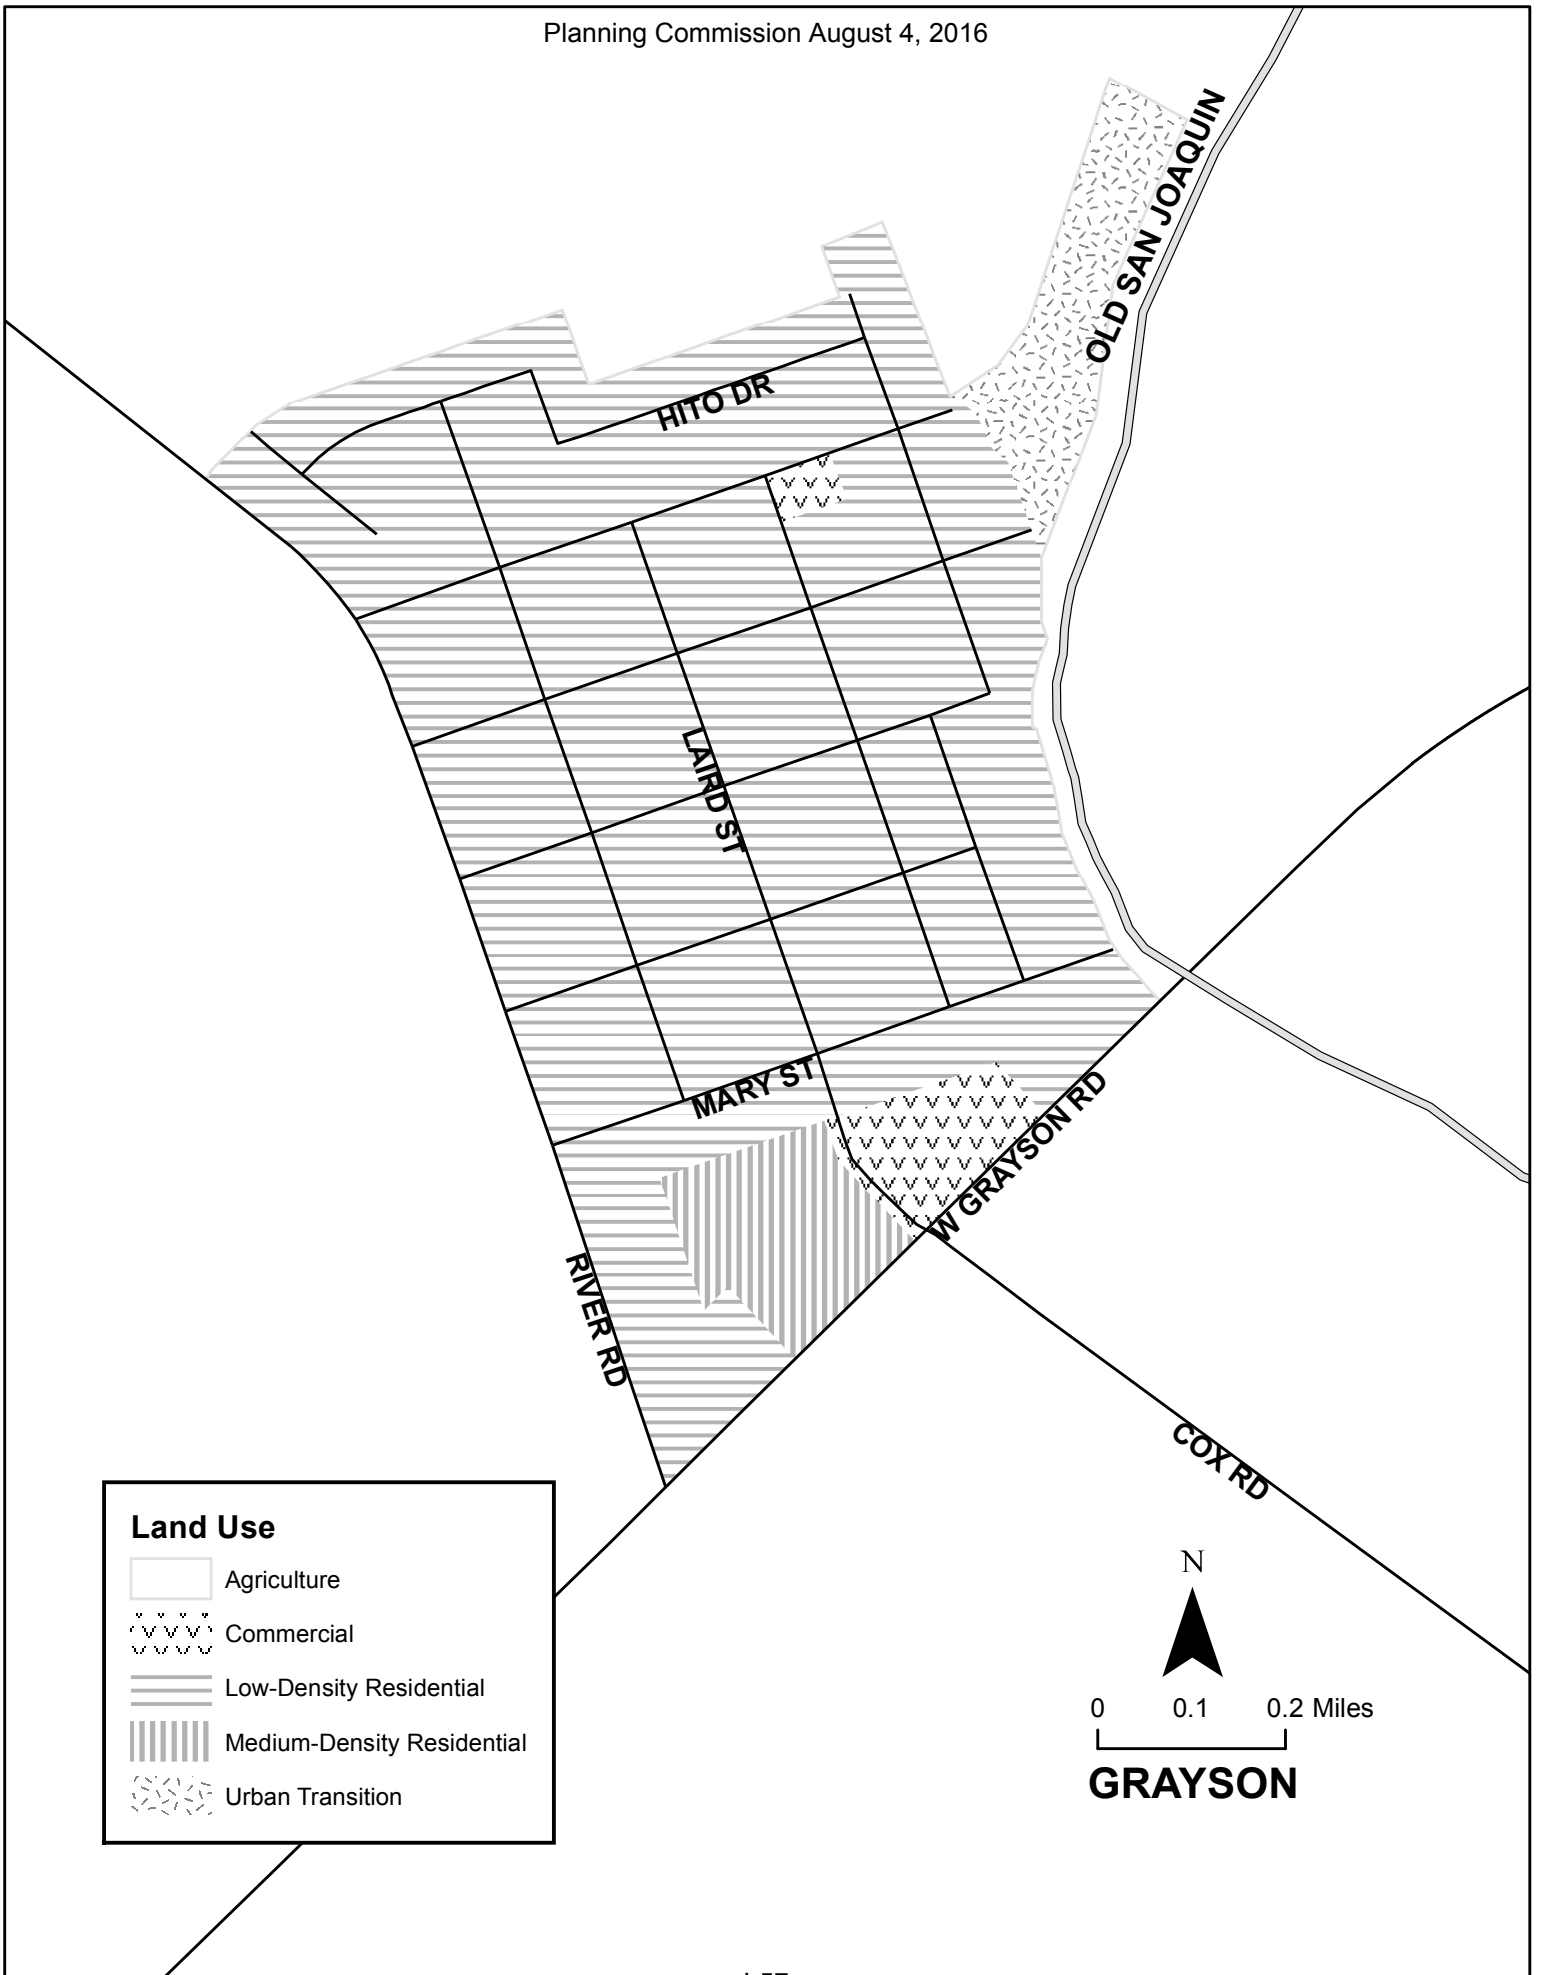 Planning Commission August 4, 2016
OLD SAN JOAQUIN
HITO DR
LAIRD ST
MARY ST
W GRAYSON RD
RIVER RD
COX RD
Land Use
Agriculture
Commercial
Low-Density Residential
Medium-Density Residential
Urban Transition
N
0 0.1 0.2 Miles
GRAYSON